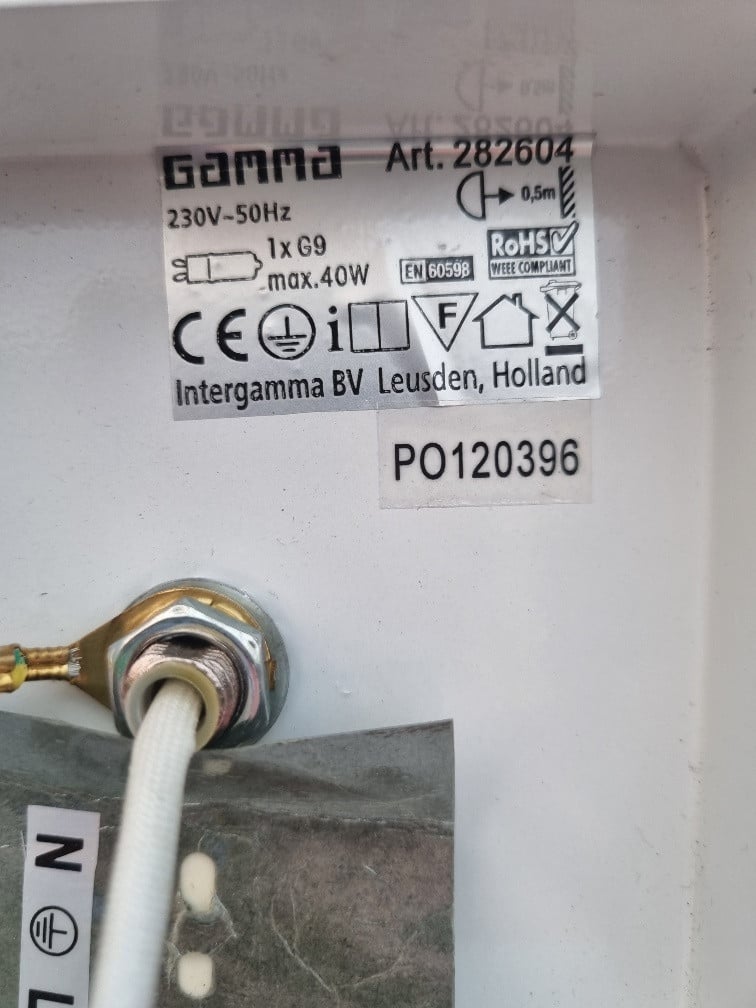 Gamma Art. 282604
0,5m
230V~50Hz
1x G9
max.40W
EN 60598
RoHS
WEEE COMPLIANT
CE i F
Intergamma BV Leusden, Holland
PO120396
N
L